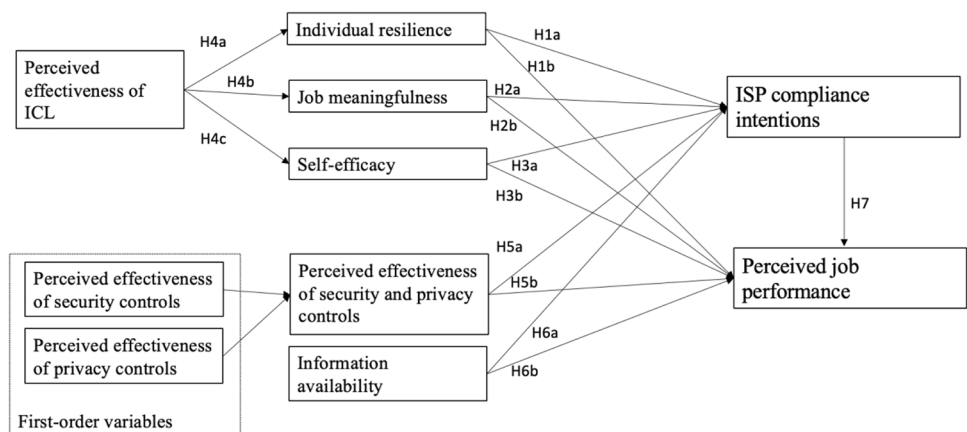 Perceived
effectiveness of
ICL
H4a
H4b
H4c
Individual resilience
Job meaningfulness
Self-efficacy
H1a
H1b
H2a
H2b
H3a
H3b
ISP compliance
intentions
H7
Perceived job
performance
Perceived effectiveness
of security controls
Perceived effectiveness
of privacy controls
First-order variables
Perceived effectiveness
of security and privacy
controls
Information
availability
H5a
H5b
H6a
H6b